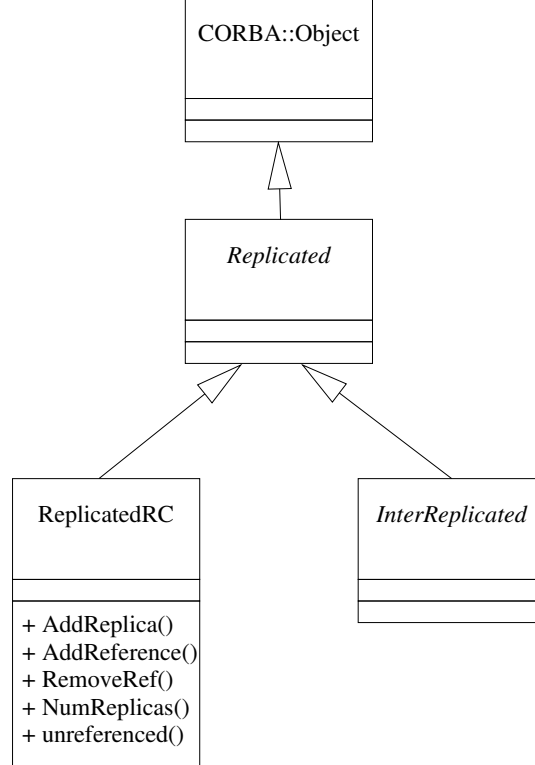 CORBA::Object
Replicated
ReplicatedRC
InterReplicated
+ AddReplica()
+ AddReference()
+ RemoveRef()
+ NumReplicas()
+ unreferenced()